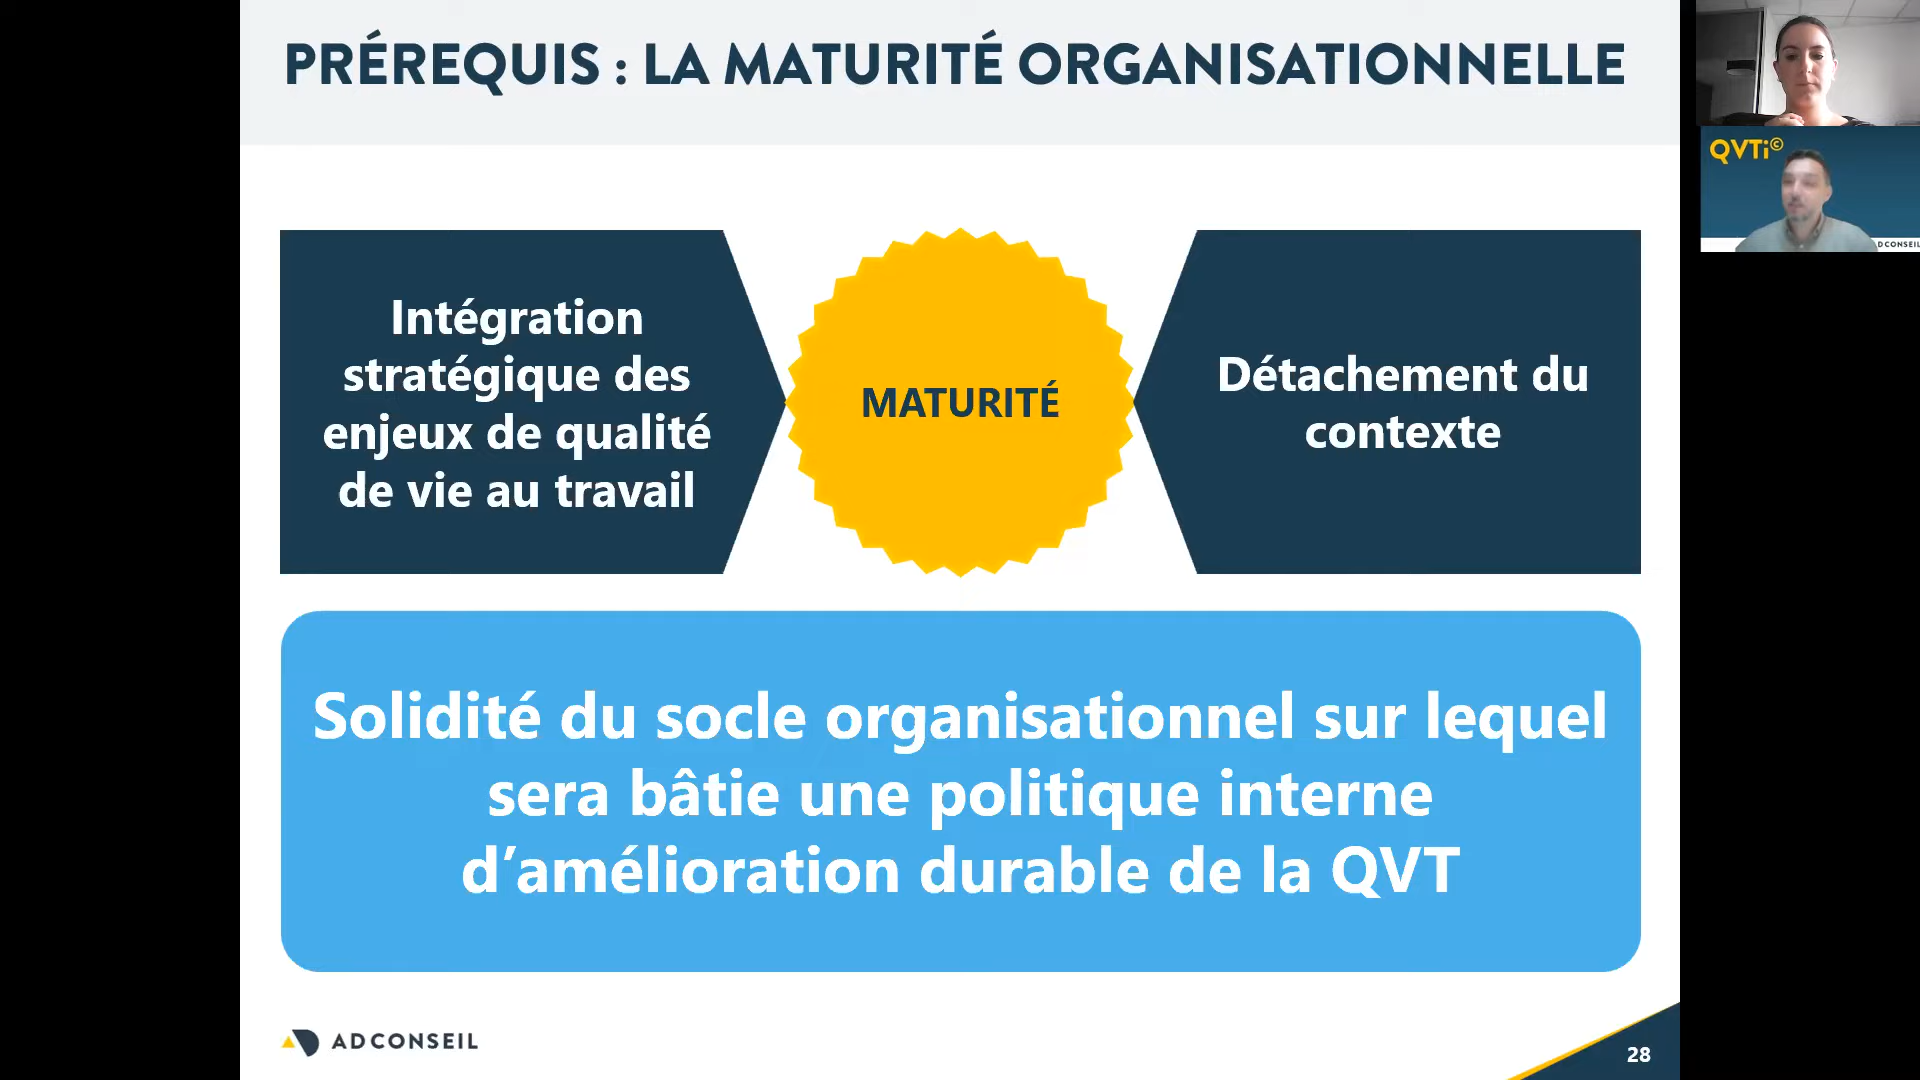 PRÉREQUIS : LA MATURITÉ ORGANISATIONNELLE
QVTi©
DCONSEIL
Intégration
stratégique des
enjeux de qualité
de vie au travail
MATURITÉ
Détachement du
contexte
Solidité du socle organisationnel sur lequel
sera bâtie une politique interne
d’amélioration durable de la QVT
ADCONSEIL
28